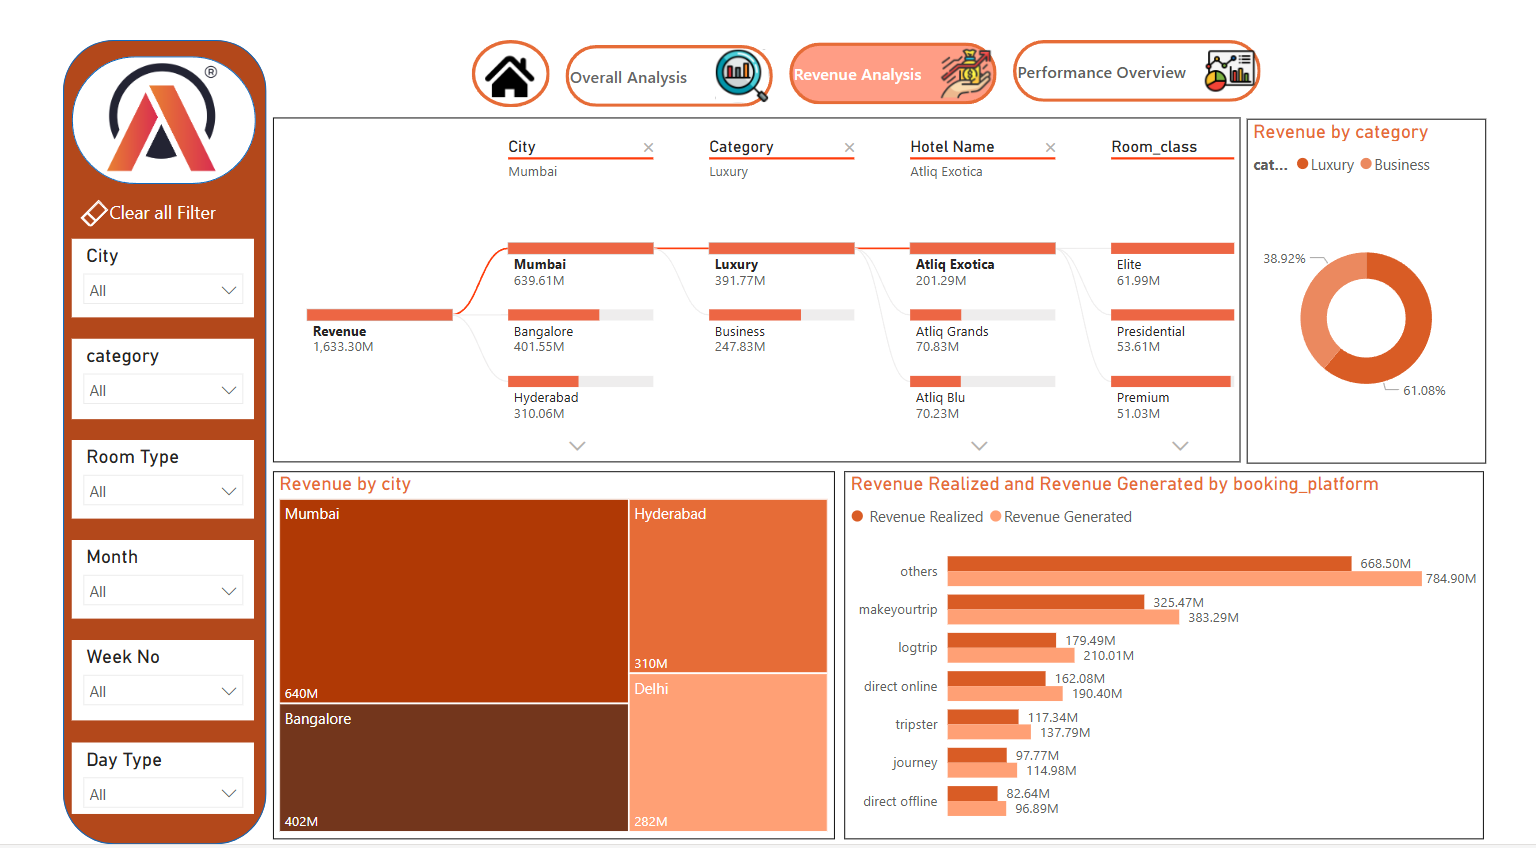 ®
Clear all Filter
City
All
category
All
Room Type
All
Month
All
Week No
All
Day Type
All
Overall Analysis
Revenue Analysis
Performance Overview
City
Mumbai
Category
Luxury
Hotel Name
Atliq Exotica
Room_class
Revenue
1,633.30M
Mumbai
639.61M
Bangalore
401.55M
Hyderabad
310.06M
Luxury
391.77M
Business
247.83M
Atliq Exotica
201.29M
Atliq Grands
70.83M
Atliq Blu
70.23M
Elite
61.99M
Presidential
53.61M
Premium
51.03M
Revenue by category
cat... Luxury Business
38.92%
61.08%
Revenue by city
Mumbai
640M
Bangalore
402M
Hyderabad
310M
Delhi
282M
Revenue Realized and Revenue Generated by booking_platform
Revenue Realized Revenue Generated
others 668.50M
784.90M
makeyourtrip 325.47M
383.29M
logtrip 179.49M
210.01M
direct online 162.08M
190.40M
tripster 117.34M
137.79M
journey 97.77M
114.98M
direct offline 82.64M
96.89M